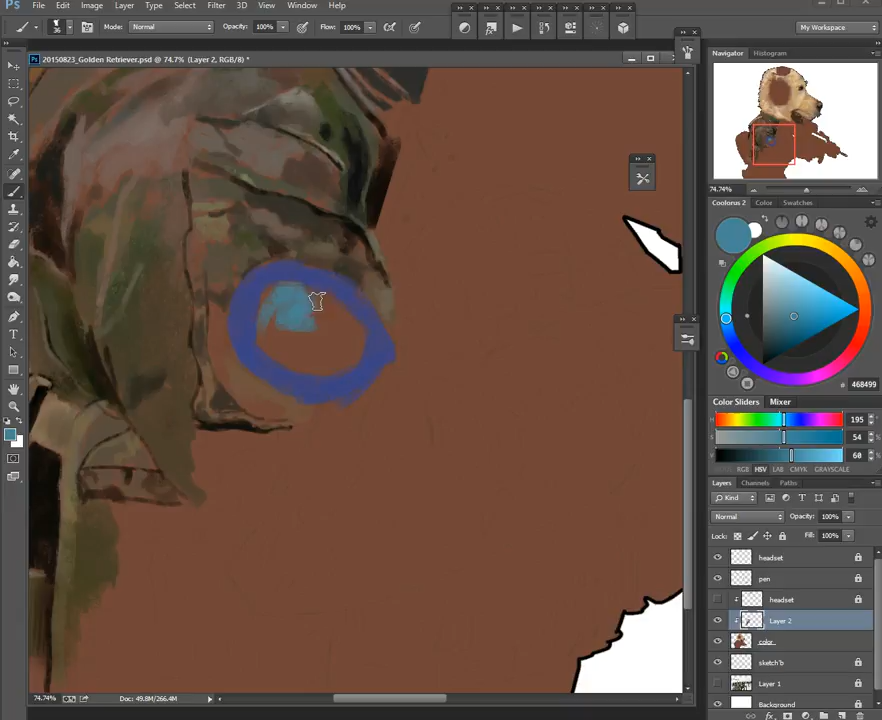 Ps File Edit Image Layer Type Select Filter 3D View Window Help
36 Mode: Normal Opacity: 100% Flow: 100% My Workspace
20150823_Golden Retriever.psd @ 74.7% (Layer 2, RGB/8) *
Navigator Histogram
74.74%
Coolorus 2 Color Swatches
# 468499
Color Sliders Mixer
H 195
S 54
V 60
RGB HSV LAB CMYK GRAYSCALE
Layers Channels Paths
Kind
Normal Opacity: 100%
Lock: Fill: 100%
headset
pen
headset
Layer 2
color
sketch'b
Layer 1
Background
74.74% Doc: 49.8M/266.4M